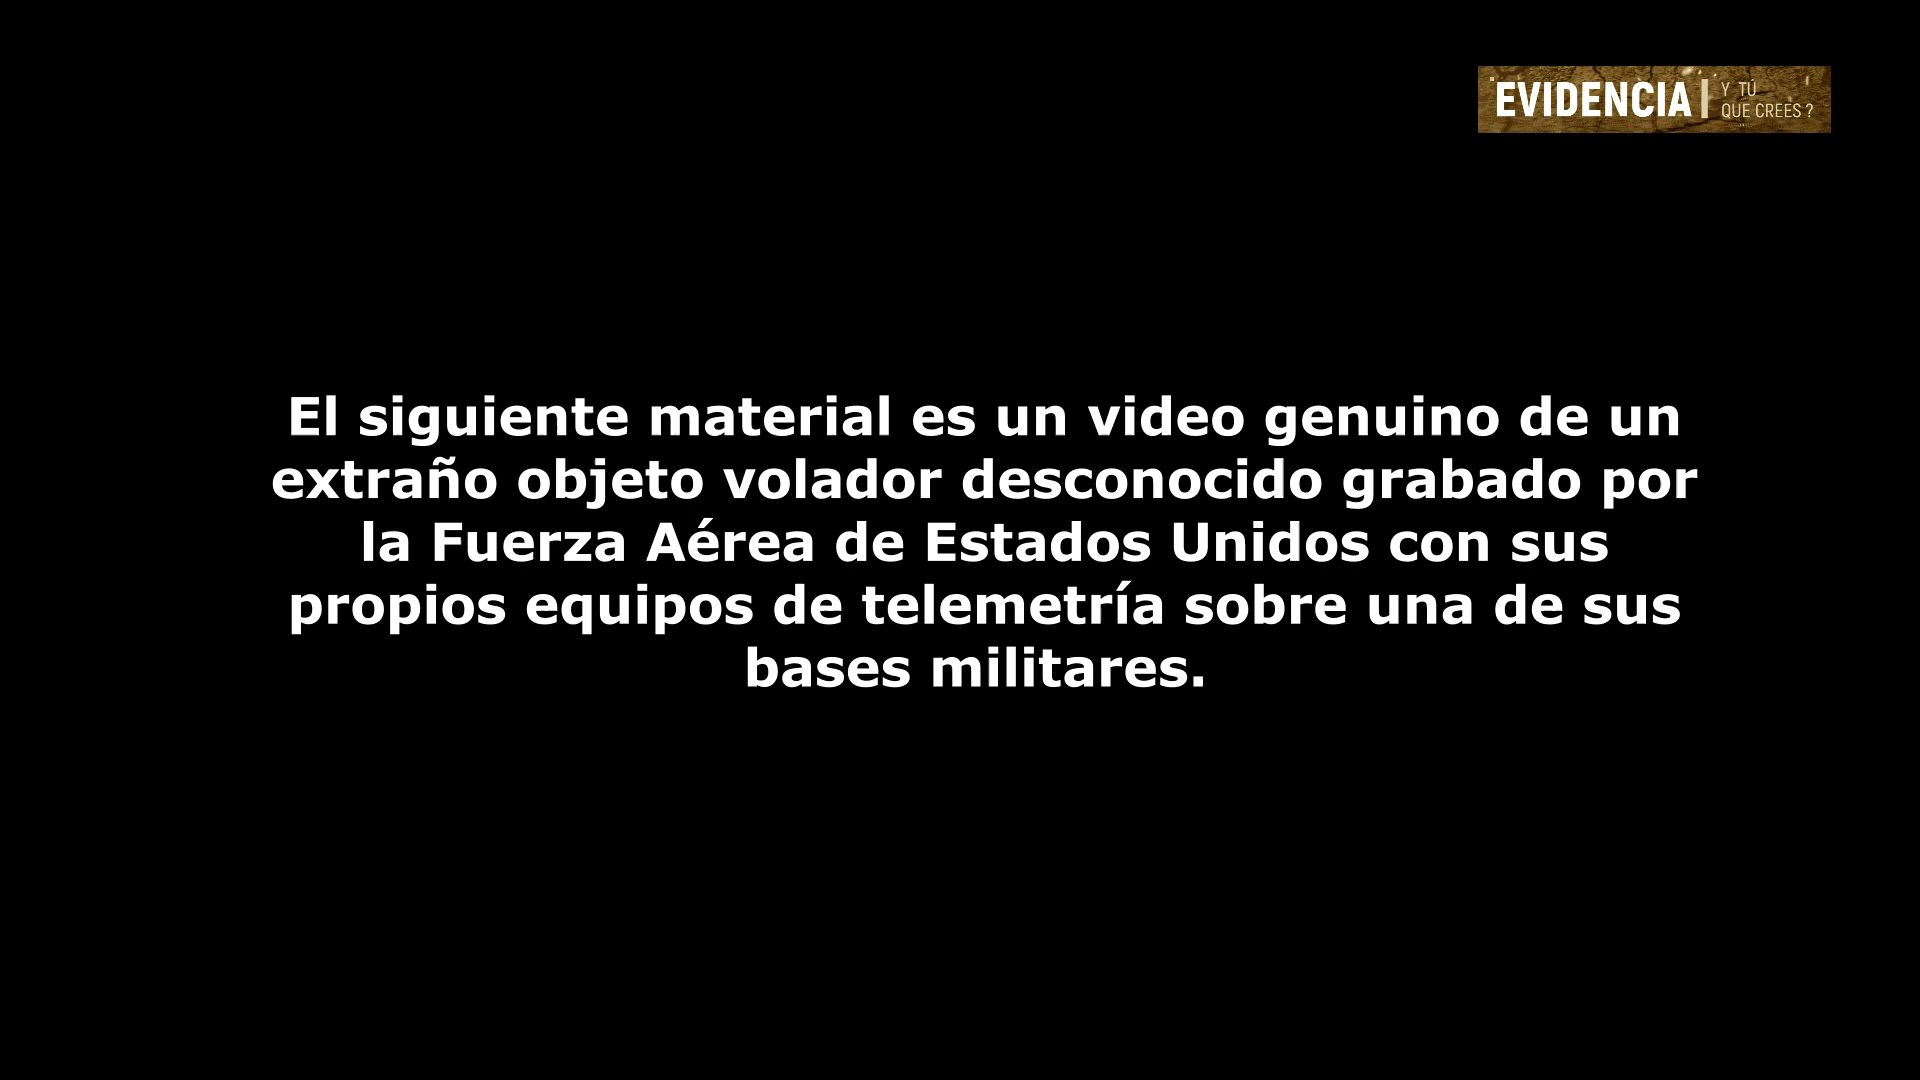 EVIDENCIA
Y TÚ
QUE CREES ?
El siguiente material es un video genuino de un
extraño objeto volador desconocido grabado por
la Fuerza Aérea de Estados Unidos con sus
propios equipos de telemetría sobre una de sus
bases militares.